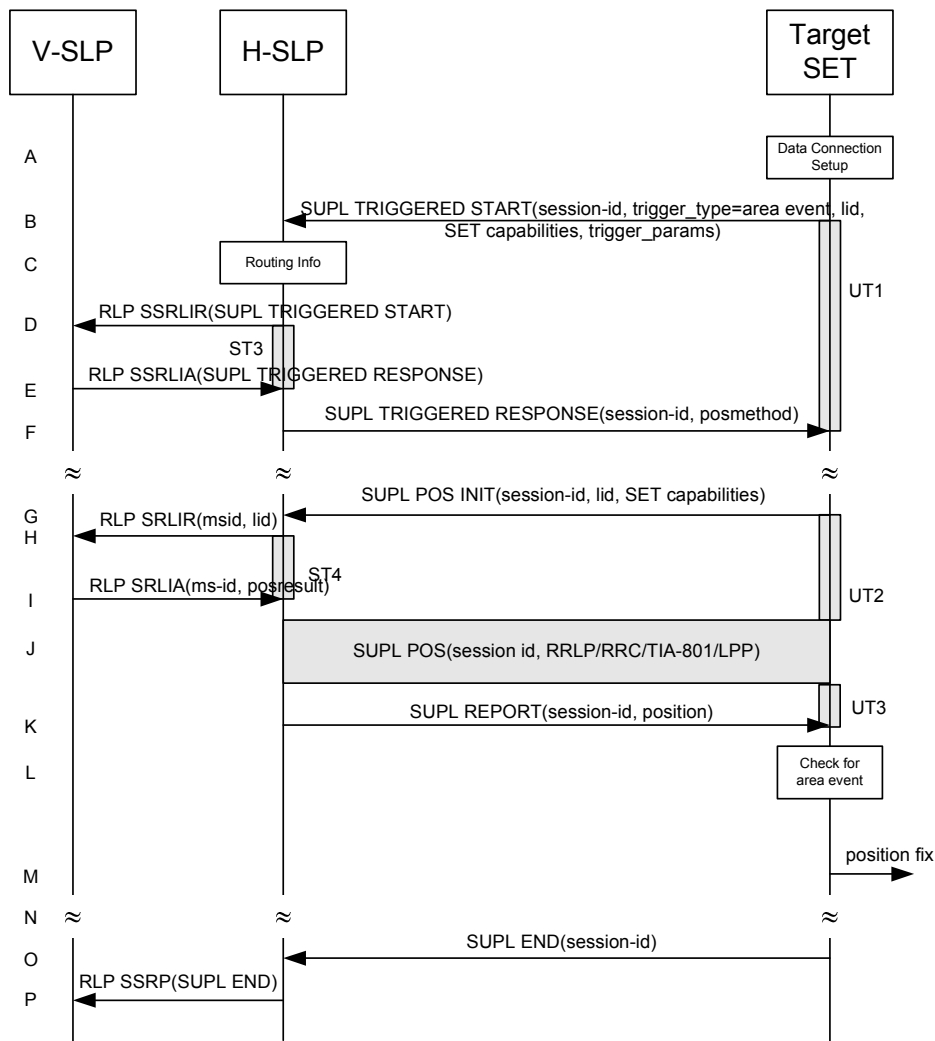 V-SLP
H-SLP
Target
SET
A
Data Connection
Setup
B
SUPL TRIGGERED START(session-id, trigger_type=area event, lid,
SET capabilities, trigger_params)
C
Routing Info
UT1
D
RLP SSRLIR(SUPL TRIGGERED START)
ST3
E
RLP SSRLIA(SUPL TRIGGERED RESPONSE)
F
SUPL TRIGGERED RESPONSE(session-id, posmethod)
≈ ≈ ≈
G
SUPL POS INIT(session-id, lid, SET capabilities)
H
RLP SRLIR(msid, lid)
ST4
I
RLP SRLIA(ms-id, posresult)
UT2
J
SUPL POS(session id, RRLP/RRC/TIA-801/LPP)
K
SUPL REPORT(session-id, position)
UT3
L
Check for
area event
M
position fix
N
≈ ≈ ≈
O
SUPL END(session-id)
P
RLP SSRP(SUPL END)